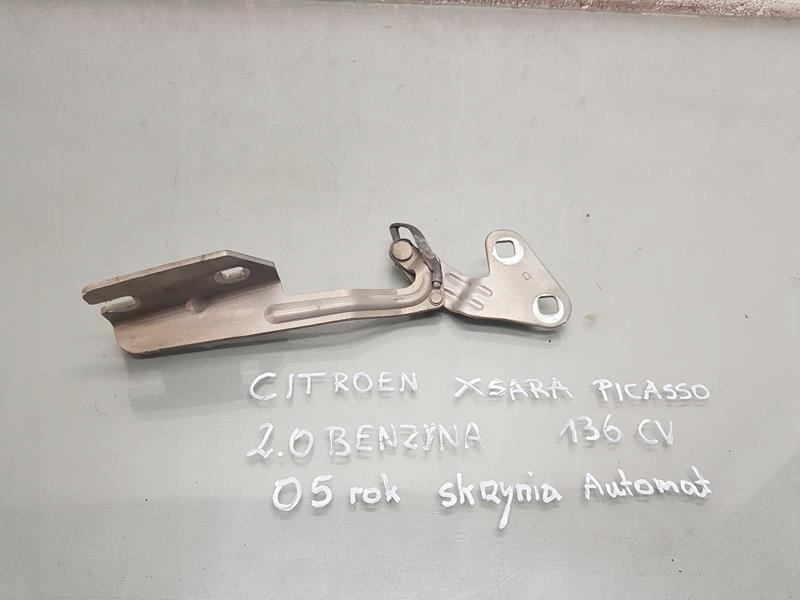 CITROEN XSARA PICASSO
2.0 BENZYNA 136 CV
05 rok skrzynia Automat